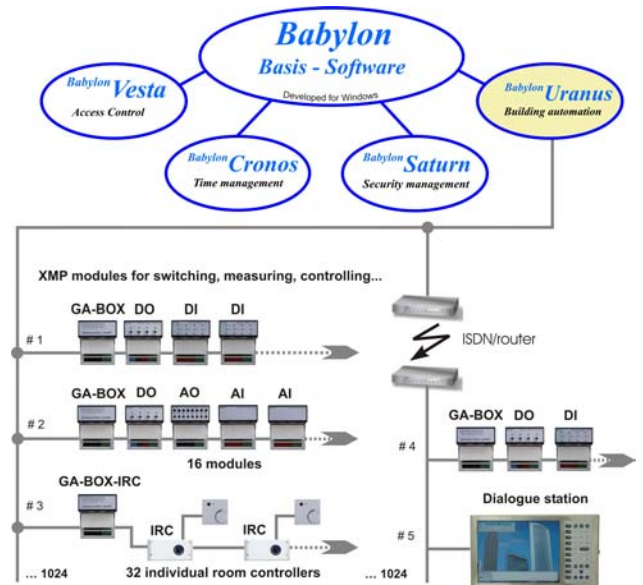 Babylon
Basis - Software
Developed for Windows
Babylon Vesta
Access Control
Babylon Uranus
Building automation
Babylon Cronos
Time management
Babylon Saturn
Security management
XMP modules for switching, measuring, controlling...
GA-BOX DO DI DI
# 1
ISDN/router
GA-BOX DO AO AI AI
# 2
16 modules
GA-BOX DO DI
# 4
GA-BOX-IRC
# 3
IRC IRC
Dialogue station
# 5
32 individual room controllers
... 1024
... 1024